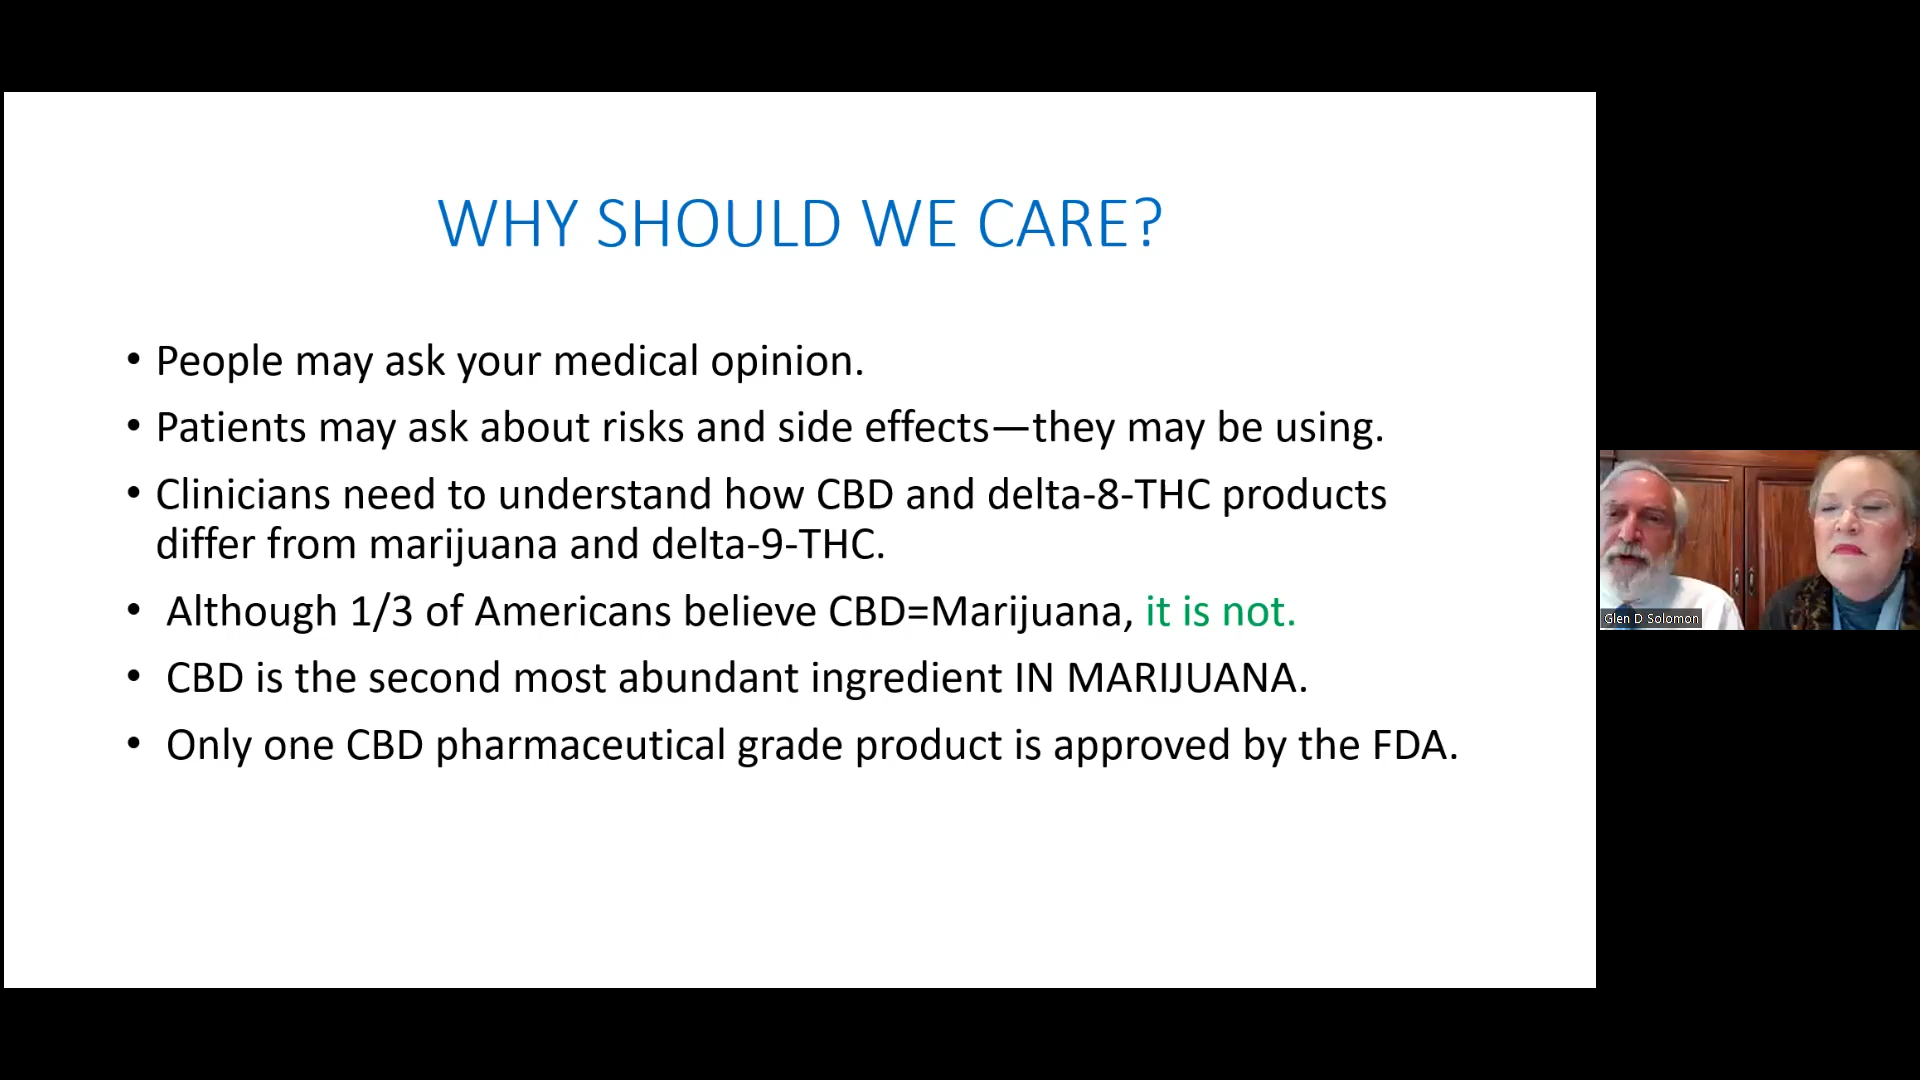 WHY SHOULD WE CARE?
• People may ask your medical opinion.
• Patients may ask about risks and side effects—they may be using.
• Clinicians need to understand how CBD and delta-8-THC products
differ from marijuana and delta-9-THC.
• Although 1/3 of Americans believe CBD=Marijuana, it is not.
• CBD is the second most abundant ingredient IN MARIJUANA.
• Only one CBD pharmaceutical grade product is approved by the FDA.
Glen D Solomon